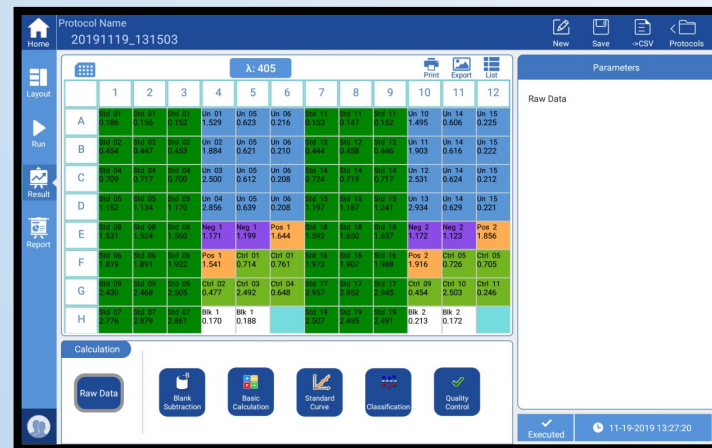 Protocol Name
20191119_131503
Home
New
Save
->CSV
Protocols
Layout
Run
Result
Report
λ: 405
Print
Export
List
1 2 3 4 5 6 7 8 9 10 11 12
A
Std 01 Std 01 Std 01 Un 01 Un 05 Un 06 Std 11 Std 11 Std 11 Un 10 Un 14 Un 15
0.186 0.156 0.152 1.529 0.623 0.216 0.153 0.147 0.152 1.495 0.606 0.225
B
Std 02 Std 02 Std 02 Un 02 Un 05 Un 06 Std 12 Std 12 Std 12 Un 11 Un 14 Un 15
0.454 0.447 0.453 1.884 0.621 0.210 0.444 0.458 0.446 1.903 0.616 0.222
C
Std 04 Std 04 Std 04 Un 03 Un 05 Un 06 Std 14 Std 14 Std 14 Un 12 Un 14 Un 15
0.709 0.717 0.700 2.500 0.612 0.208 0.724 0.719 0.717 2.531 0.624 0.212
D
Std 05 Std 05 Std 05 Un 04 Un 05 Un 06 Std 15 Std 15 Std 15 Un 13 Un 14 Un 15
1.152 1.134 1.170 2.856 0.639 0.208 1.197 1.187 1.241 2.934 0.629 0.221
E
Std 08 Std 08 Std 08 Neg 1 Neg 1 Pos 1 Std 18 Std 18 Std 18 Neg 2 Neg 2 Pos 2
1.531 1.524 1.560 1.171 1.199 1.644 1.592 1.650 1.657 1.172 1.123 1.856
F
Std 06 Std 06 Std 06 Pos 1 Ctrl 01 Ctrl 01 Std 16 Std 16 Std 16 Pos 2 Ctrl 05 Ctrl 05
1.819 1.891 1.922 1.541 0.714 0.761 1.973 1.907 1.988 1.916 0.726 0.705
G
Std 09 Std 09 Std 09 Ctrl 02 Ctrl 03 Ctrl 04 Std 17 Std 17 Std 17 Ctrl 09 Ctrl 10 Ctrl 11
2.430 2.468 2.505 0.477 2.492 0.648 2.957 2.952 2.945 0.454 2.503 0.246
H
Std 07 Std 07 Std 07 Blk 1 Blk 1 Std 19 Std 19 Std 19 Blk 2 Blk 2
2.776 2.879 2.861 0.170 0.188 2.507 2.495 2.491 0.213 0.172
Calculation
Raw Data
-B
Blank
Subtraction
Basic
Calculation
Standard
Curve
Classification
Quality
Control
Parameters
Raw Data
Executed
11-19-2019 13:27:20